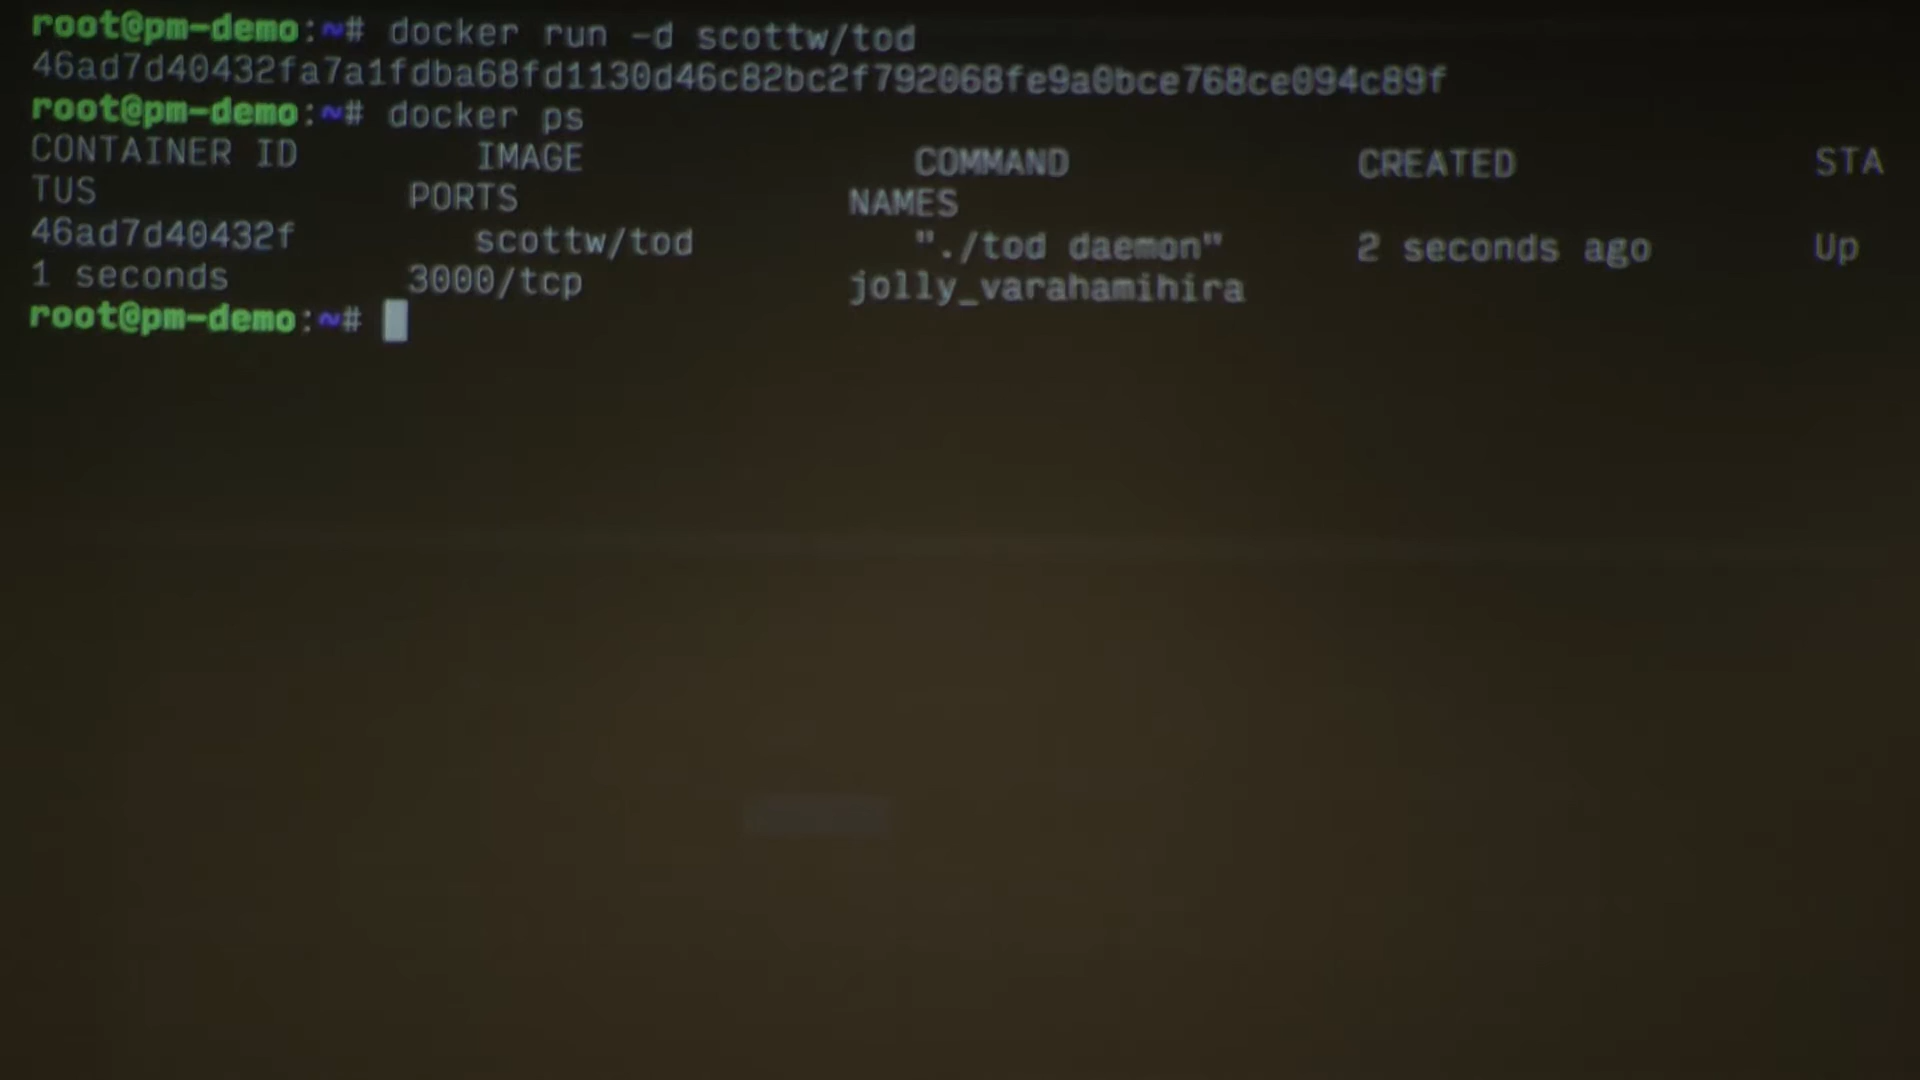 root@pm-demo:~# docker run -d scottw/tod
46ad7d40432fa7a1fdba68fd1130d46c82bc2f792068fe9a0bce768ce094c89f
root@pm-demo:~# docker ps
CONTAINER ID IMAGE COMMAND CREATED STA
TUS PORTS NAMES
46ad7d40432f scottw/tod "./tod daemon" 2 seconds ago Up
1 seconds 3000/tcp jolly_varahamihira
root@pm-demo:~#